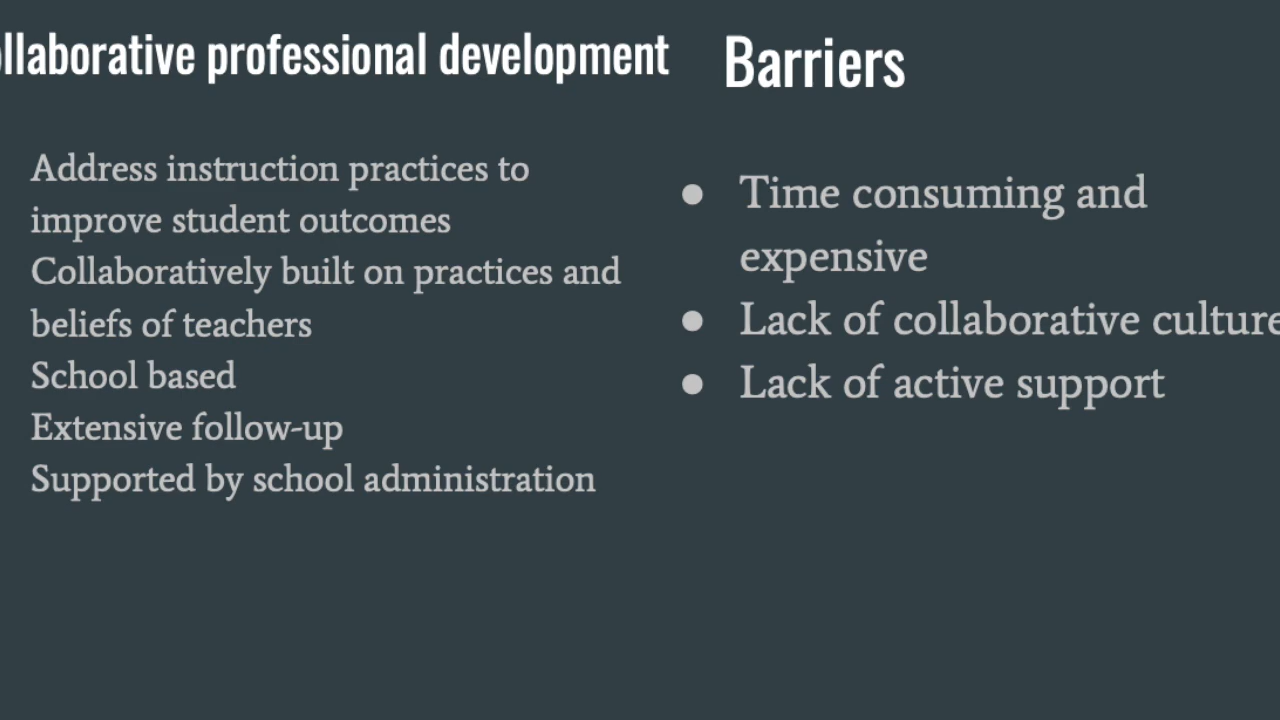 ollaborative professional development
Address instruction practices to
improve student outcomes
Collaboratively built on practices and
beliefs of teachers
School based
Extensive follow-up
Supported by school administration
Barriers
● Time consuming and
expensive
● Lack of collaborative culture
● Lack of active support